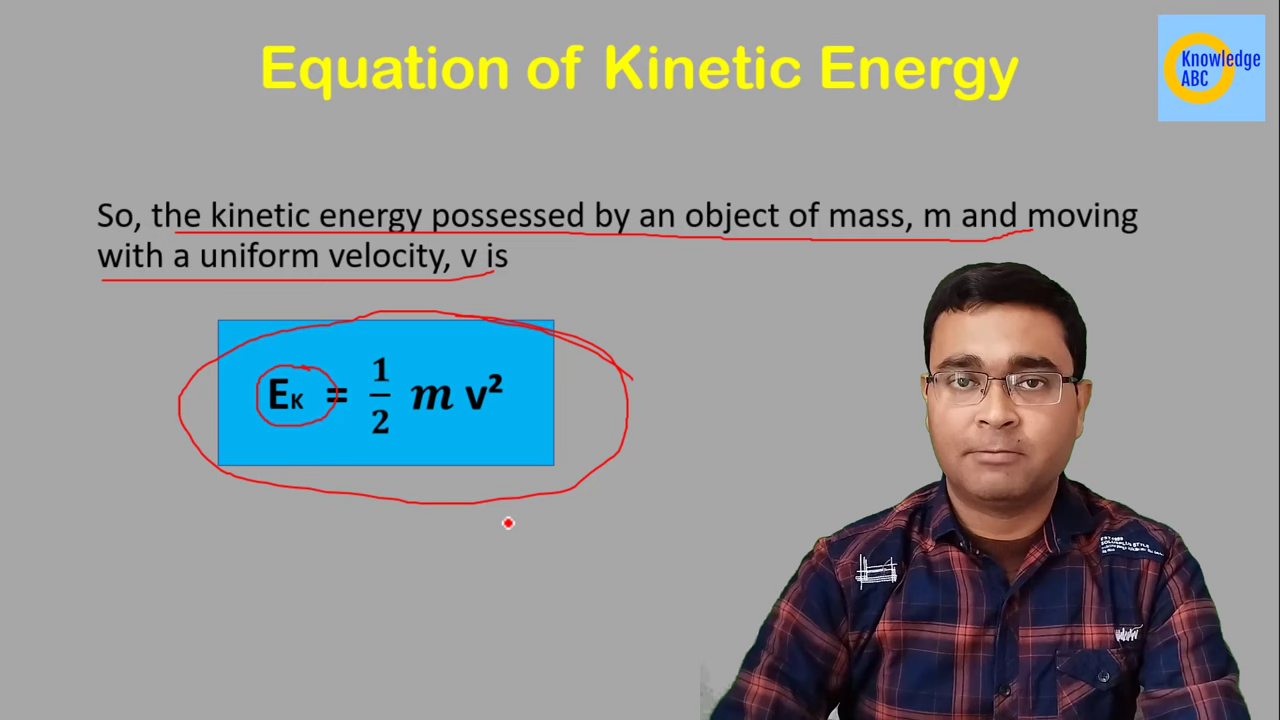 Equation of Kinetic Energy
Knowledge
ABC
So, the kinetic energy possessed by an object of mass, m and moving
with a uniform velocity, v is
Eₖ = 1/2 m v²